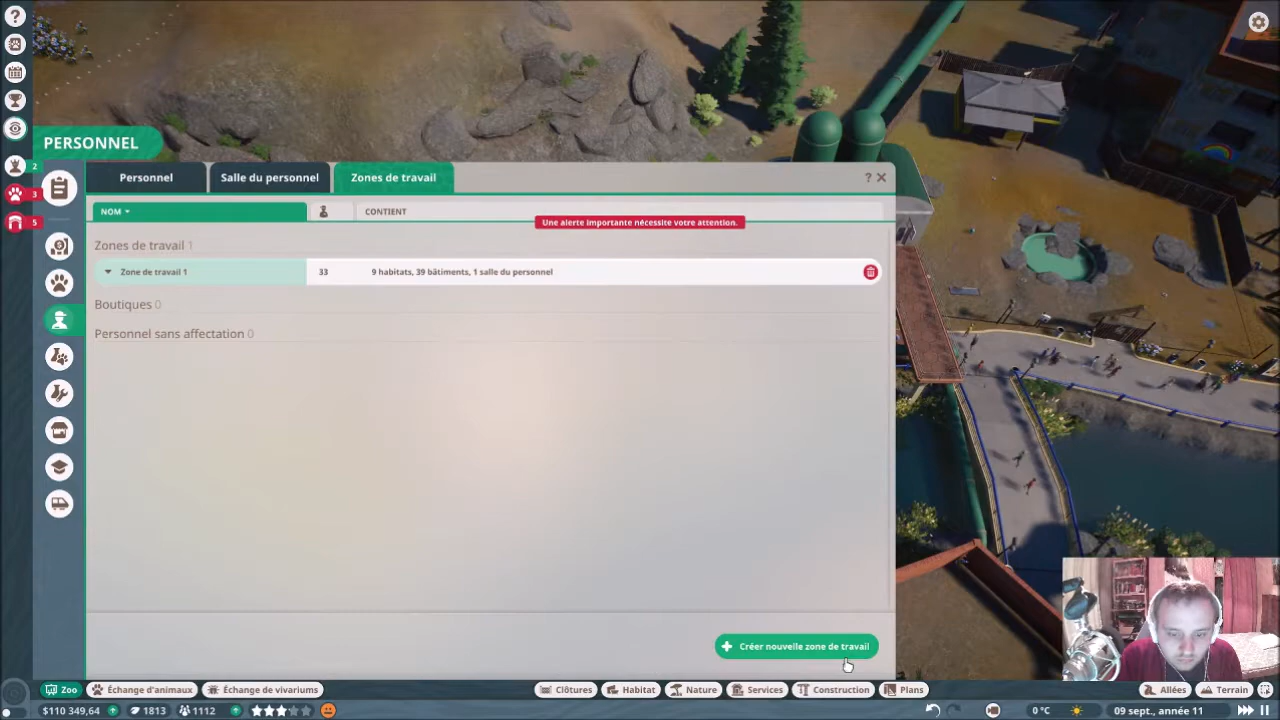 PERSONNEL
2
3
5
Personnel
Salle du personnel
Zones de travail
?
NOM
CONTIENT
Une alerte importante nécessite votre attention.
Zones de travail 1
Zone de travail 1
33
9 habitats, 39 bâtiments, 1 salle du personnel
Boutiques 0
Personnel sans affectation 0
Créer nouvelle zone de travail
Zoo
Échange d'animaux
Échange de vivariums
Clôtures
Habitat
Nature
Services
Construction
Plans
Allées
Terrain
$110 349,64
1813
1112
0 °C
09 sept., année 11